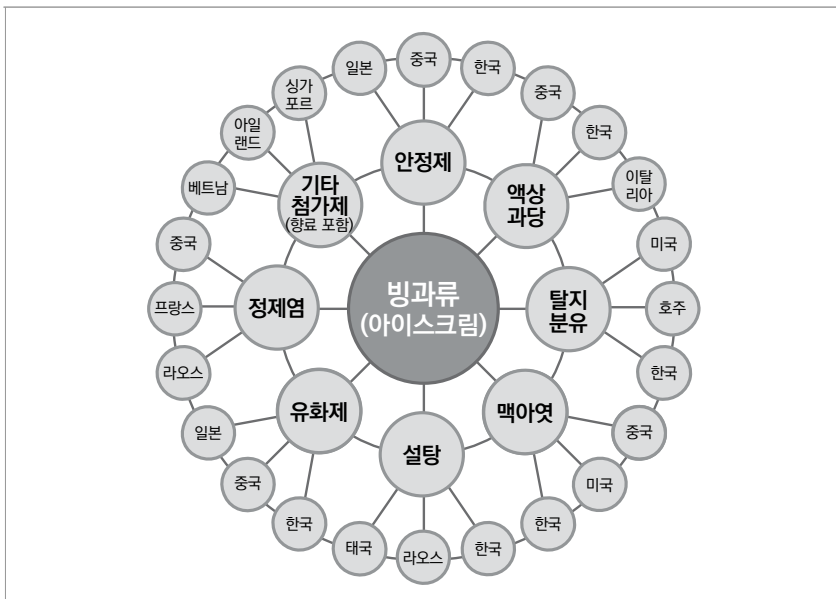 빙과류
(아이스크림)
안정제
일본
중국
한국
액상
과당
중국
한국
이탈
리아
탈지
분유
미국
호주
한국
맥아엿
중국
미국
한국
설탕
한국
라오스
태국
유화제
한국
중국
일본
정제염
라오스
프랑스
중국
기타
첨가제
(향료 포함)
베트남
아일
랜드
싱가
포르